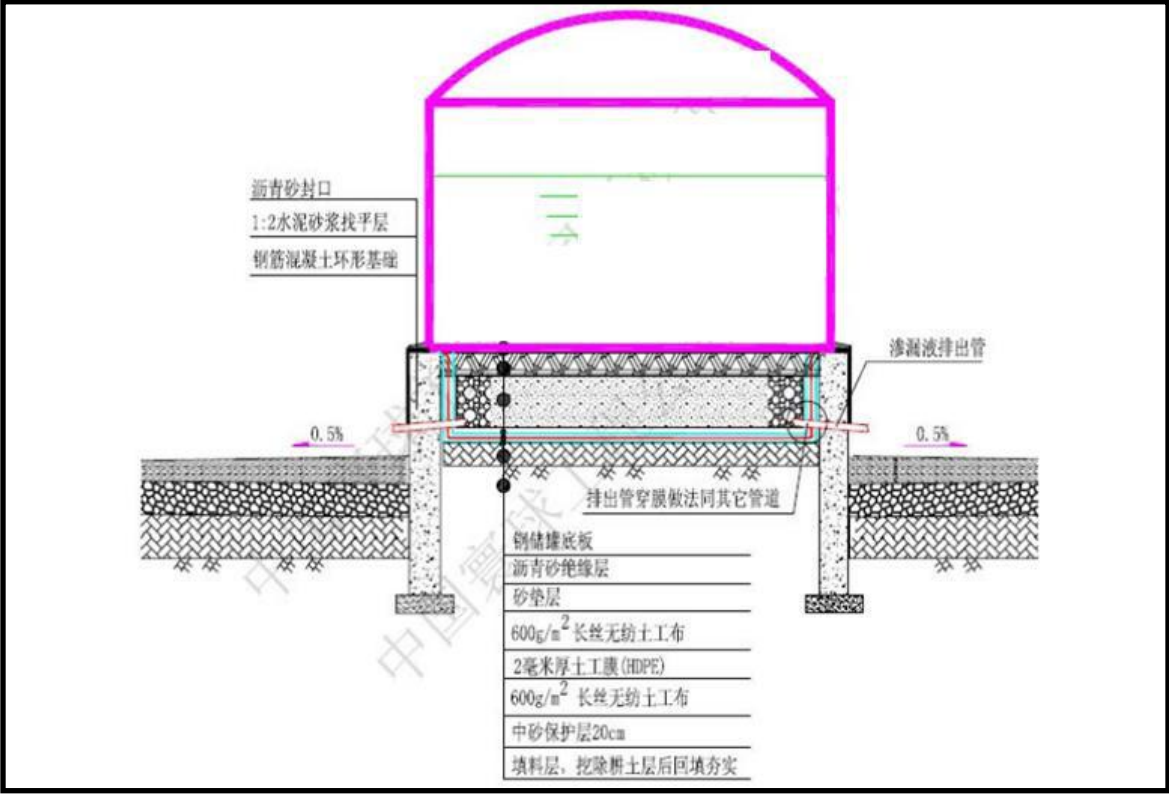 沥青砂封口
1:2水泥砂浆找平层
钢筋混凝土环形基础
渗漏液排出管
0.5%
0.5%
排出管穿膜做法同其它管道
钢储罐底板
沥青砂绝缘层
砂垫层
600g/m² 长丝无纺土工布
2毫米厚土工膜(HDPE)
600g/m² 长丝无纺土工布
中砂保护层20cm
填料层，挖除耕土层后回填夯实
中国寰球工